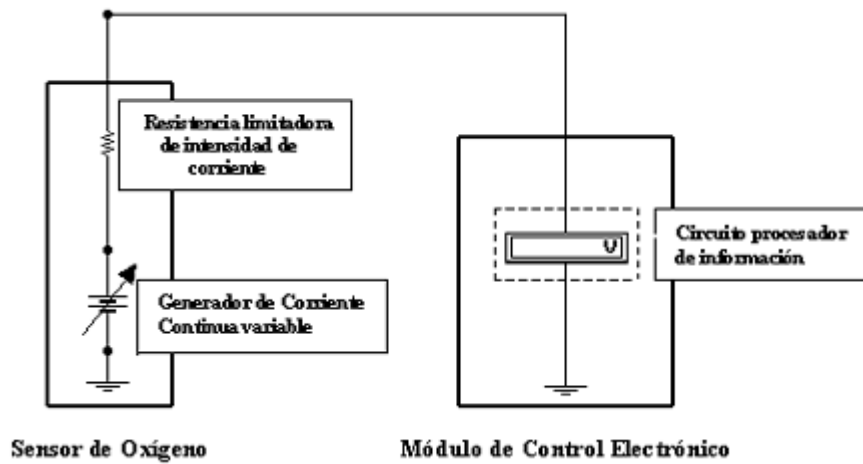 Resistencia limitadora
de intensidad de
corriente
V
Circuito procesador
de información
Generador de Corriente
Continua variable
Sensor de Oxígeno
Módulo de Control Electrónico